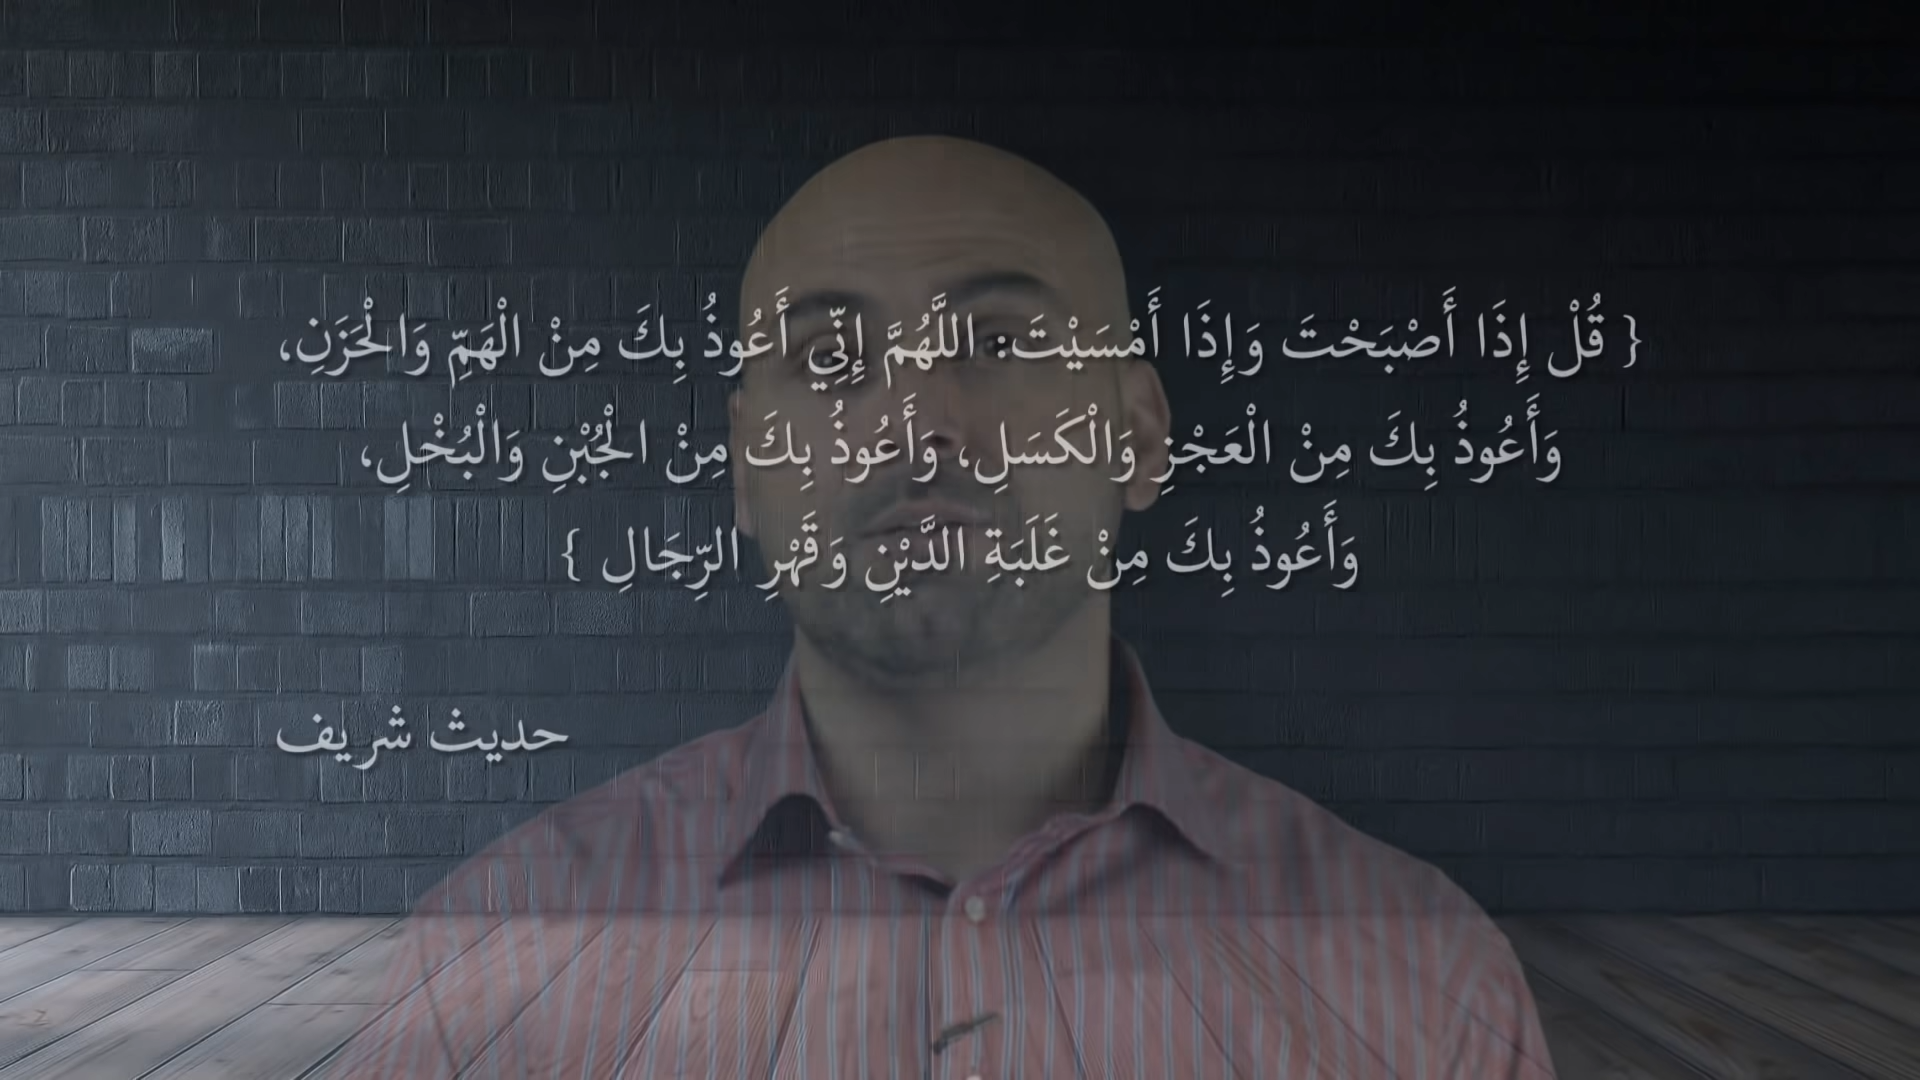 { قُلْ إِذَا أَصْبَحْتَ وَإِذَا أَمْسَيْتَ: اللَّهُمَّ إِنِّي أَعُوذُ بِكَ مِنْ الْهَمِّ وَالْحَزَنِ،
وَأَعُوذُ بِكَ مِنْ الْعَجْزِ وَالْكَسَلِ، وَأَعُوذُ بِكَ مِنْ الْجُبْنِ وَالْبُخْلِ،
وَأَعُوذُ بِكَ مِنْ غَلَبَةِ الدَّيْنِ وَقَهْرِ الرِّجَالِ }
حديث شريف